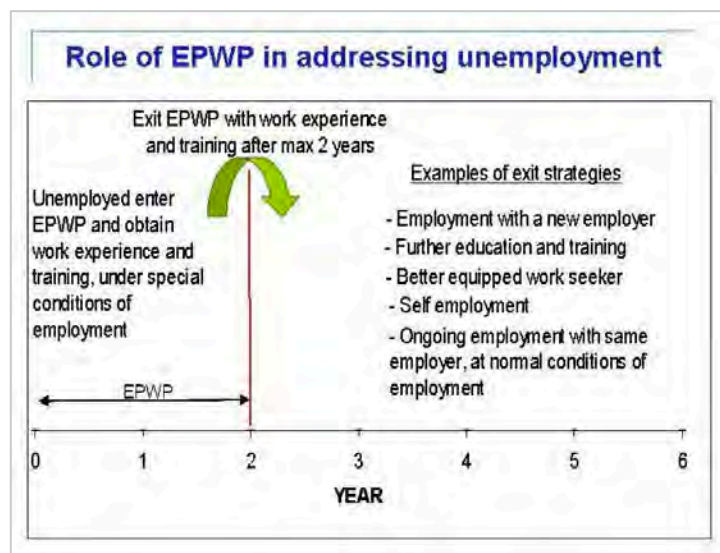 Role of EPWP in addressing unemployment
Exit EPWP with work experience
and training after max 2 years
Unemployed enter
EPWP and obtain
work experience and
training, under special
conditions of
employment
Examples of exit strategies
- Employment with a new employer
- Further education and training
- Better equipped work seeker
- Self employment
- Ongoing employment with same
employer, at normal conditions of
employment
EPWP
0 1 2 3 4 5 6
YEAR